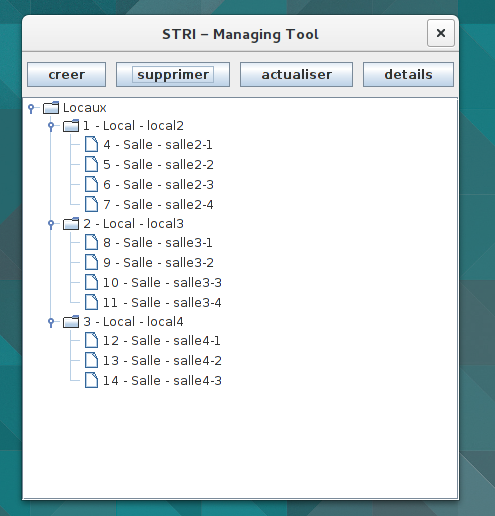 STRI – Managing Tool
creer supprimer actualiser details
Locaux
1 - Local - local2
4 - Salle - salle2-1
5 - Salle - salle2-2
6 - Salle - salle2-3
7 - Salle - salle2-4
2 - Local - local3
8 - Salle - salle3-1
9 - Salle - salle3-2
10 - Salle - salle3-3
11 - Salle - salle3-4
3 - Local - local4
12 - Salle - salle4-1
13 - Salle - salle4-2
14 - Salle - salle4-3